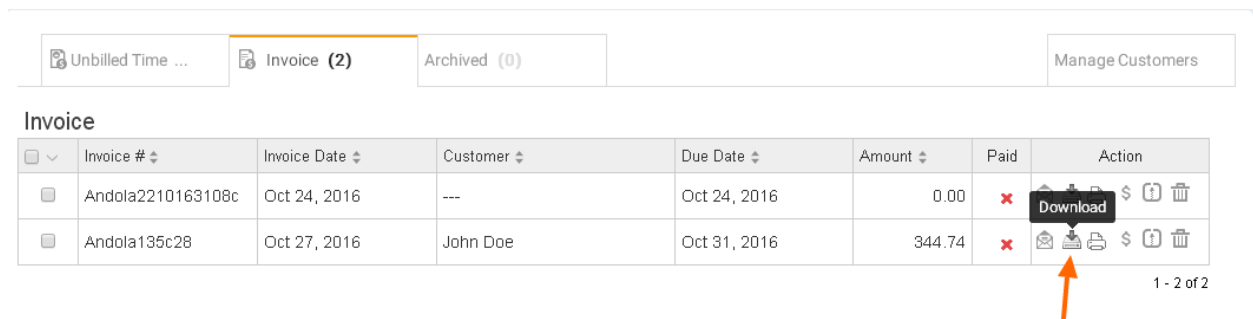 Unbilled Time ... Invoice (2) Archived (0) Manage Customers
Invoice
Invoice # Invoice Date Customer Due Date Amount Paid Action
Andola2210163108c Oct 24, 2016 --- Oct 24, 2016 0.00 $
Download
Andola135c28 Oct 27, 2016 John Doe Oct 31, 2016 344.74 $
1 - 2 of 2